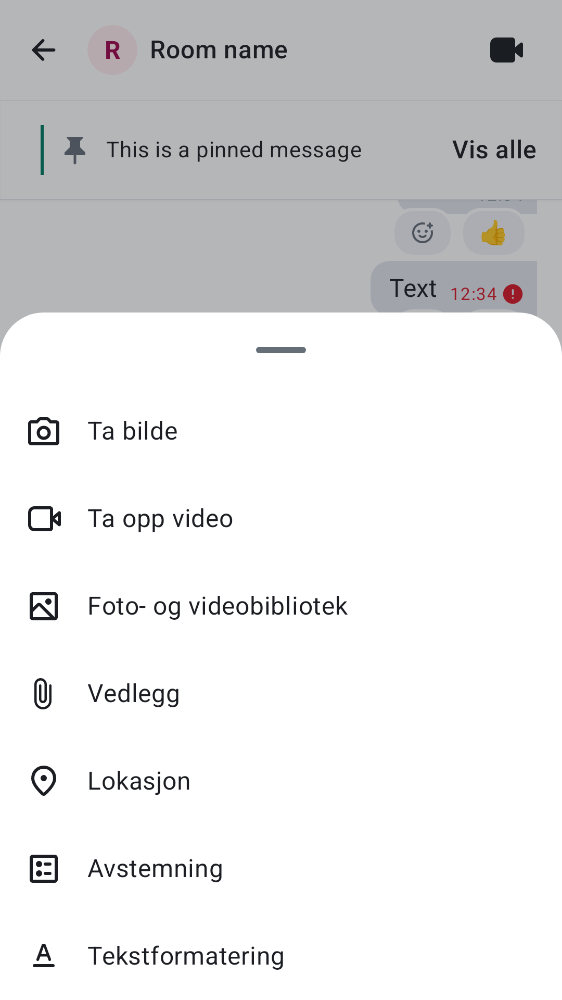 R Room name
This is a pinned message Vis alle
Text 12:34
Ta bilde
Ta opp video
Foto- og videobibliotek
Vedlegg
Lokasjon
Avstemning
Tekstformatering